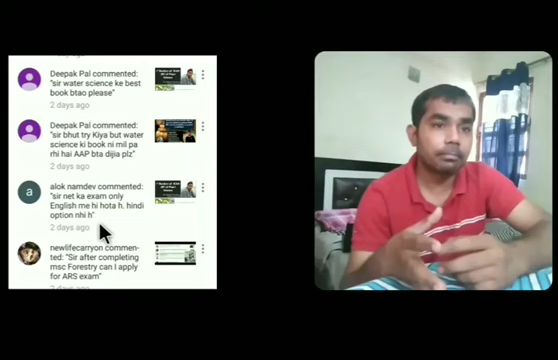 Deepak Pal commented:
"sir water science ke best
book btao please"
2 days ago
Deepak Pal commented:
"sir bhut try Kiya but water
science ki book ni mil pa
rhi hai AAP bta dijia plz"
2 days ago
a
alok namdev commented:
"sir net ka exam only
English me hi hota h. hindi
option nhi h"
2 days ago
newlifecarryon commen-
ted: "Sir after completing
msc Forestry can I apply
for ARS exam"
2 days ago